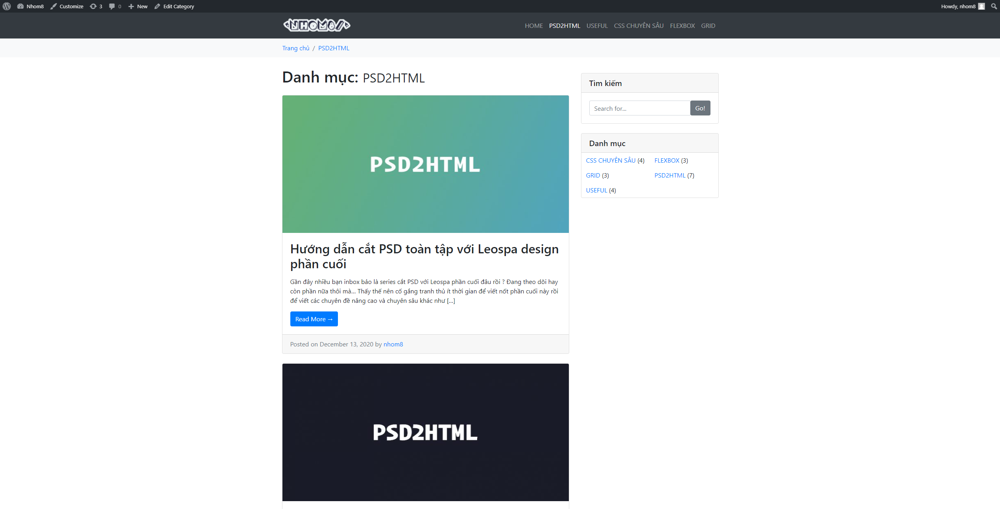 Nhom8 Customize 3 0 New Edit Category Howdy, nhom8
<NHOM8/> HOME PSD2HTML USEFUL CSS CHUYÊN SÂU FLEXBOX GRID
Trang chủ / PSD2HTML
Danh mục: PSD2HTML
PSD2HTML
Hướng dẫn cắt PSD toàn tập với Leospa design
phần cuối
Gần đây nhiều bạn inbox bảo là series cắt PSD với Leospa phần cuối đâu rồi ? Đang theo dõi hay
còn phần nữa thôi mà... Thấy thế nên cố gắng tranh thủ ít thời gian để viết nốt phần cuối này rồi
để viết các chuyên đề nâng cao và chuyên sâu khác như [...]
Read More →
Posted on December 13, 2020 by nhom8
PSD2HTML
Tìm kiếm
Search for...
Go!
Danh mục
CSS CHUYÊN SÂU (4) FLEXBOX (3)
GRID (3) PSD2HTML (7)
USEFUL (4)